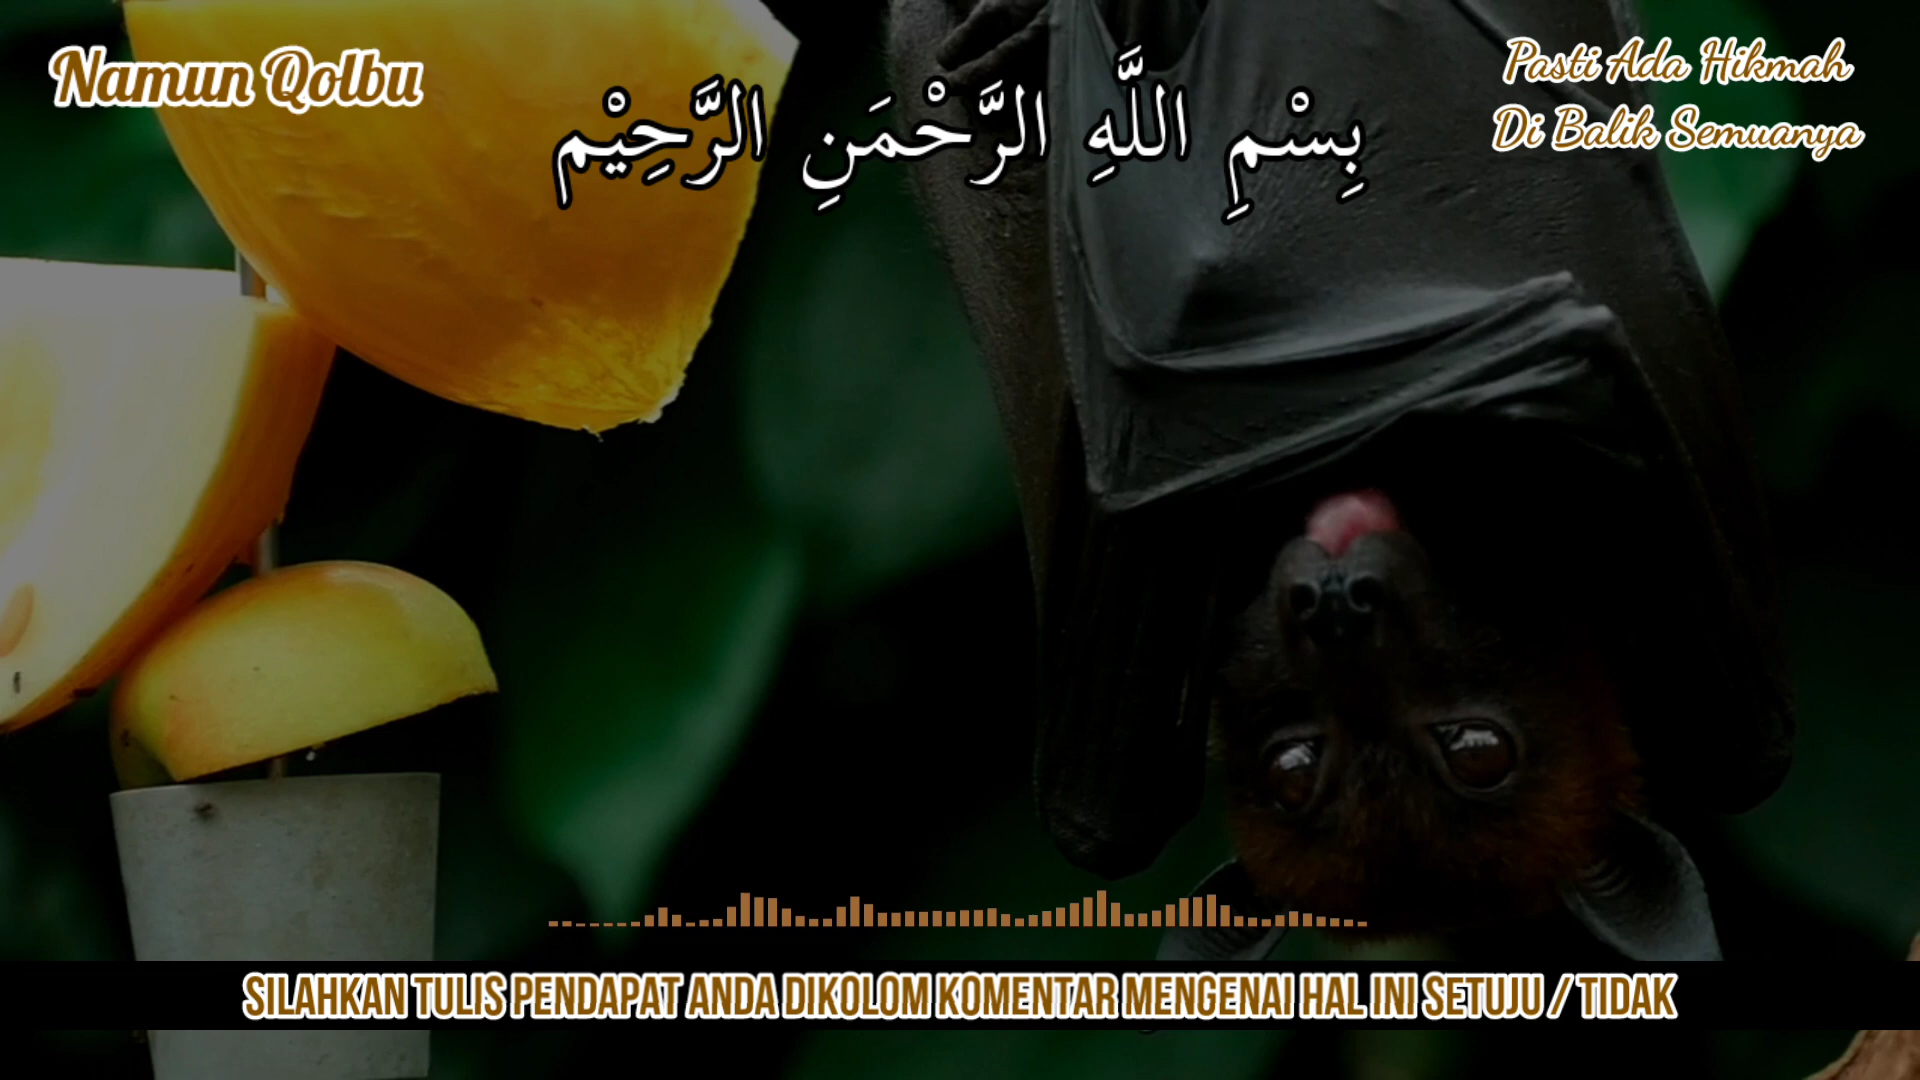 Namun Qolbu
بِسْمِ اللَّهِ الرَّحْمَنِ الرَّحِيْم
Pasti Ada Hikmah
Di Balik Semuanya
SILAHKAN TULIS PENDAPAT ANDA DIKOLOM KOMENTAR MENGENAI HAL INI SETUJU / TIDAK